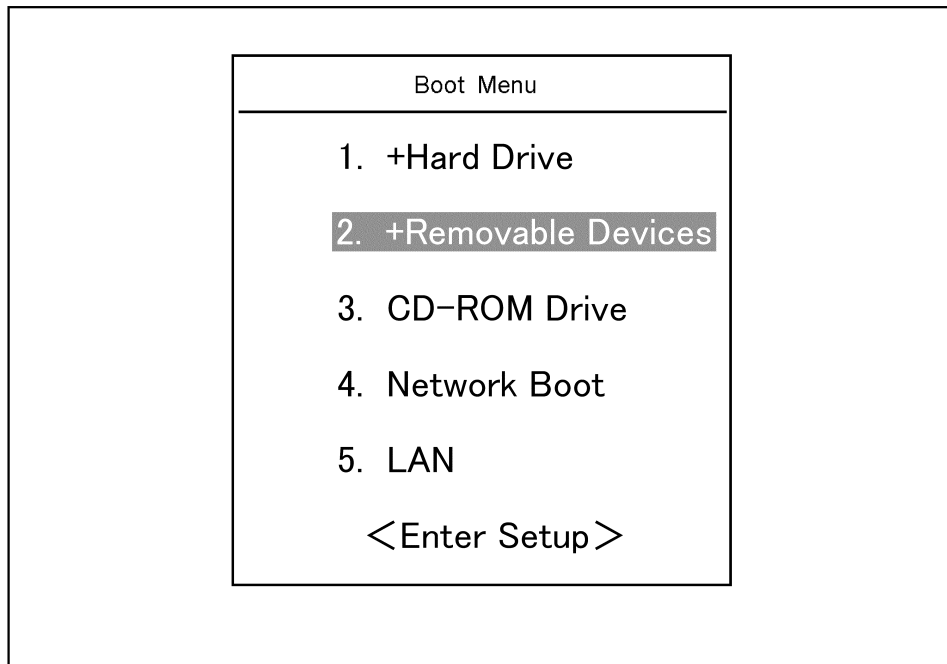 Boot Menu
1. +Hard Drive
2. +Removable Devices
3. CD-ROM Drive
4. Network Boot
5. LAN
<Enter Setup>